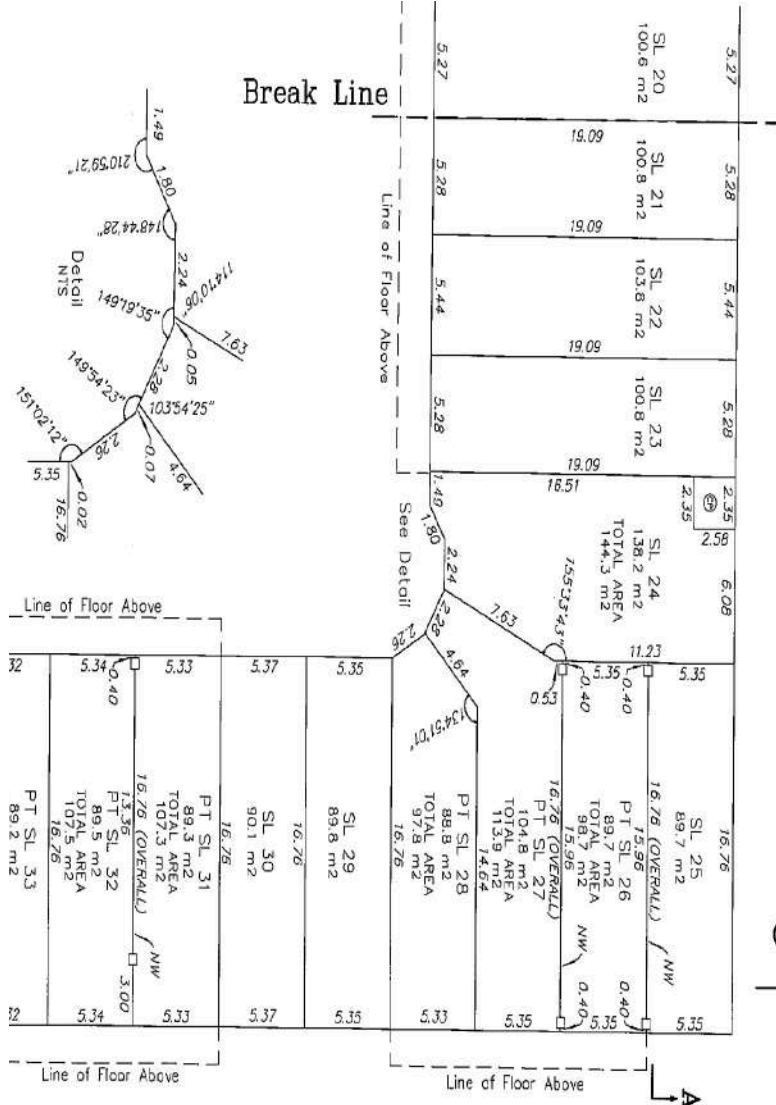 5.27
SL 20
100.6 m2
5.27
Break Line
19.09
5.28
SL 21
100.8 m2
5.28
19.09
5.44
SL 22
103.8 m2
5.44
19.09
5.28
SL 23
100.8 m2
5.28
19.09
Line of Floor Above
16.51
2.35
2.35
2.58
SL 24
138.2 m2
TOTAL AREA
144.3 m2
6.08
1.49
1.80
2.24
2.28
2.26
See Detail
7.63
155°33'43"
11.23
4.64
134°51'01"
0.53
0.40
5.35
0.40
5.35
1.49
210°59'21"
1.80
148°44'28"
2.24
114°10'06"
149°19'35"
7.63
0.05
2.28
149°54'23"
103°54'25"
0.07
4.64
2.26
151°02'12"
5.35
0.02
16.76
Detail
NTS
Line of Floor Above
32
5.34
0.40
5.33
5.37
5.35
16.76
SL 25
89.7 m2
16.76 (OVERALL)
15.96
NW
PT SL 26
89.7 m2
TOTAL AREA
98.7 m2
16.76 (OVERALL)
15.96
NW
PT SL 27
104.8 m2
TOTAL AREA
113.9 m2
14.64
PT SL 28
88.8 m2
TOTAL AREA
97.8 m2
16.76
SL 29
89.8 m2
16.76
SL 30
90.1 m2
16.76
PT SL 31
89.3 m2
TOTAL AREA
107.3 m2
16.76 (OVERALL)
13.36
NW
3.00
PT SL 32
89.5 m2
TOTAL AREA
107.5 m2
16.76
PT SL 33
89.2 m2
32
5.34
5.33
5.37
5.35
5.33
5.35
0.40
5.35
0.40
5.35
Line of Floor Above
Line of Floor Above
A